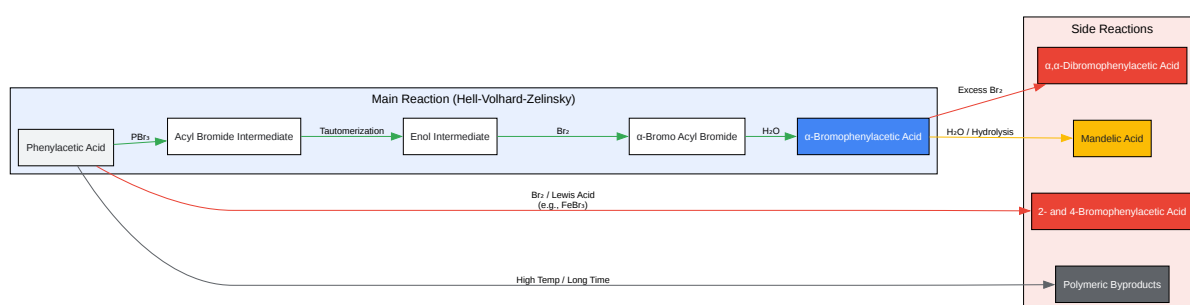 Side Reactions
α,α-Dibromophenylacetic Acid
Excess Br₂
Main Reaction (Hell-Volhard-Zelinsky)
Phenylacetic Acid
PBr₃
Acyl Bromide Intermediate
Tautomerization
Enol Intermediate
Br₂
α-Bromo Acyl Bromide
H₂O
α-Bromophenylacetic Acid
H₂O / Hydrolysis
Mandelic Acid
Br₂ / Lewis Acid
(e.g., FeBr₃)
2- and 4-Bromophenylacetic Acid
High Temp / Long Time
Polymeric Byproducts